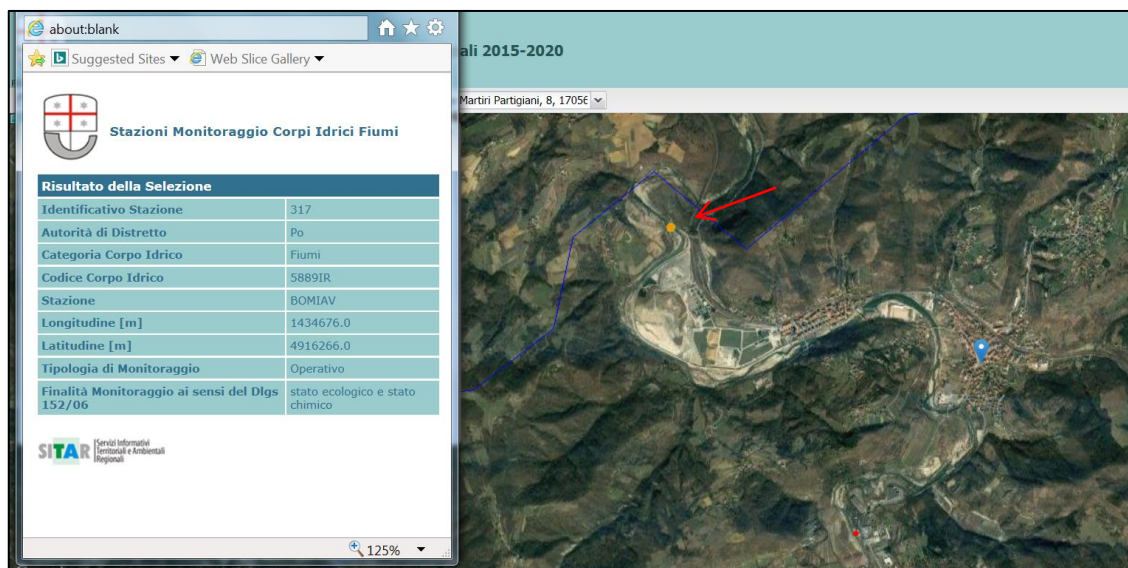 about:blank
Suggested Sites
Web Slice Gallery
ali 2015-2020
Martiri Partigiani, 8, 17056
Stazioni Monitoraggio Corpi Idrici Fiumi
Risultato della Selezione
Identificativo Stazione 317
Autorità di Distretto Po
Categoria Corpo Idrico Fiumi
Codice Corpo Idrico 5889IR
Stazione BOMIAV
Longitudine [m] 1434676.0
Latitudine [m] 4916266.0
Tipologia di Monitoraggio Operativo
Finalità Monitoraggio ai sensi del Dlgs 152/06 stato ecologico e stato chimico
SITAR
Servizi Informativi
Territoriali e Ambientali
Regionali
125%